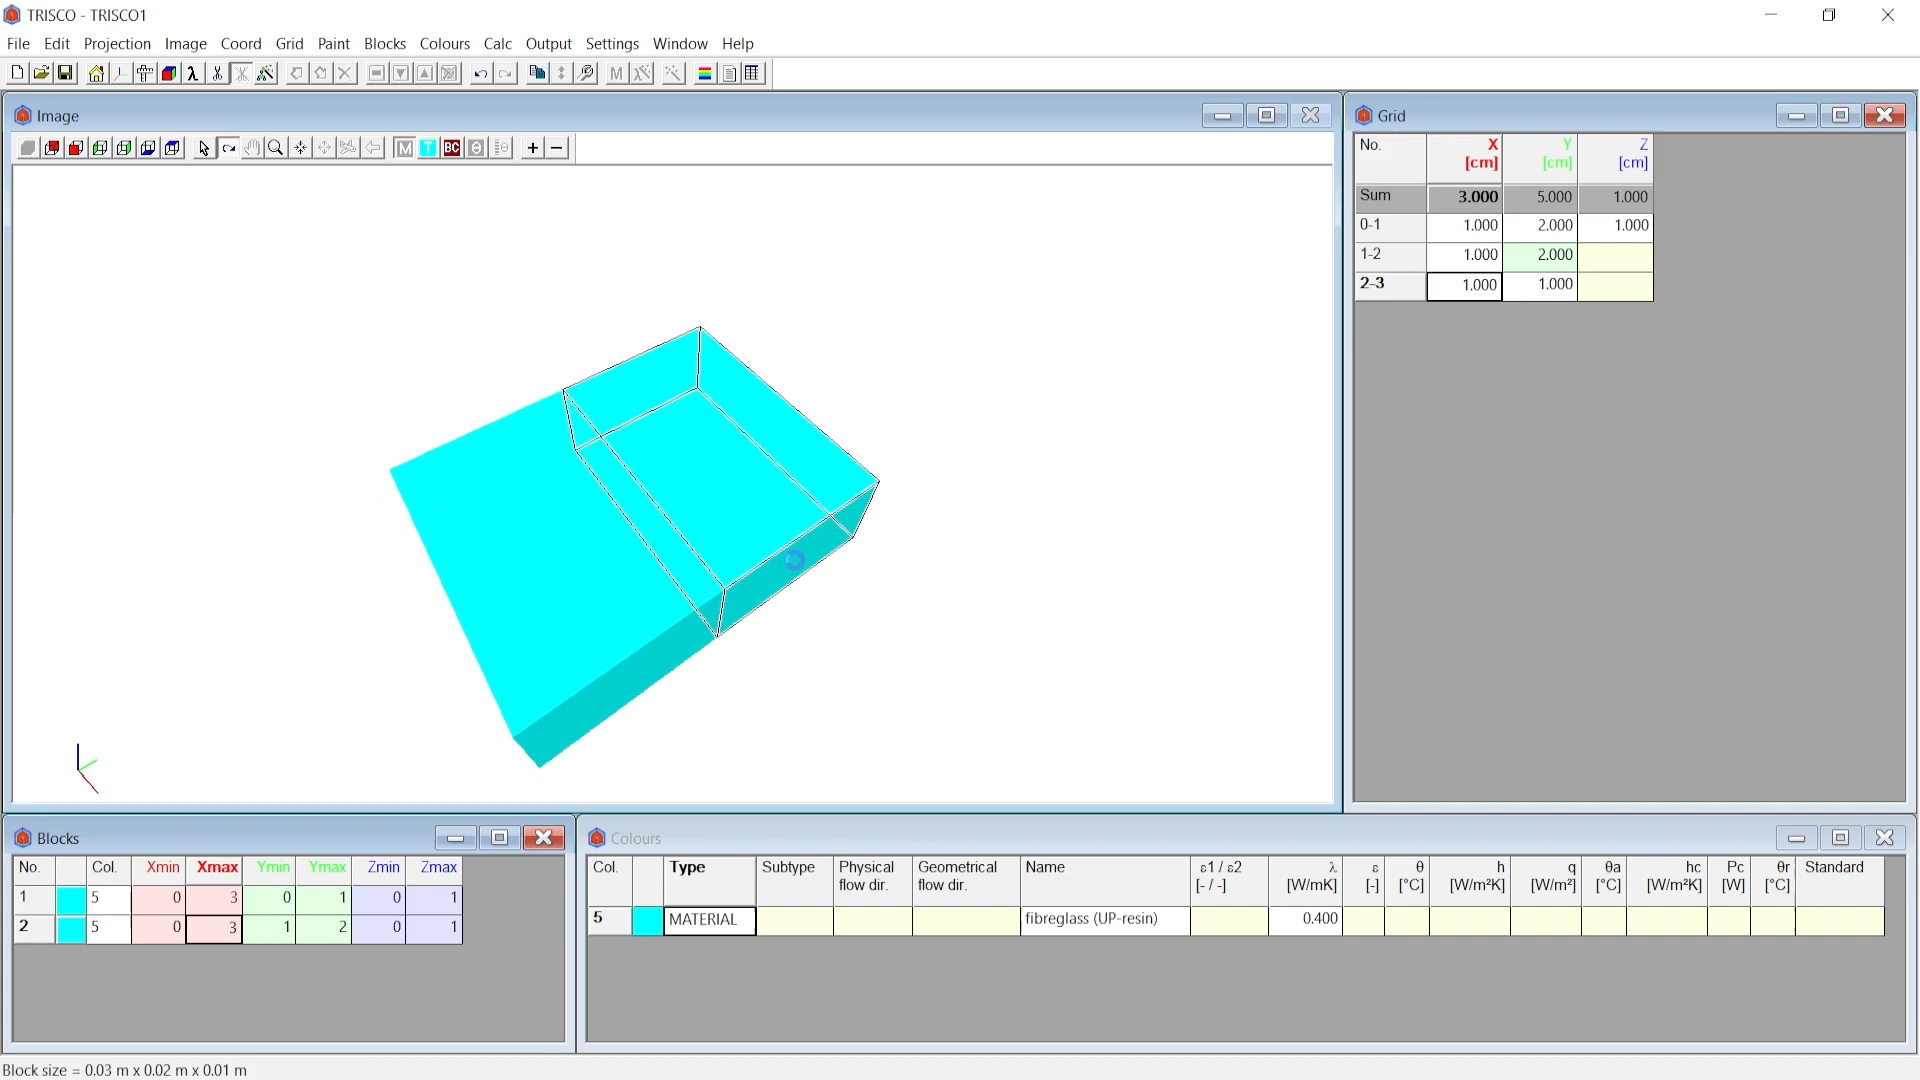 TRISCO - TRISCO1
File Edit Projection Image Coord Grid Paint Blocks Colours Calc Output Settings Window Help
λ M
Image
M T BC Θ
Grid
No. X [cm] Y [cm] Z [cm]
Sum 3.000 5.000 1.000
0-1 1.000 2.000 1.000
1-2 1.000 2.000
2-3 1.000 1.000
Blocks
No. Col. Xmin Xmax Ymin Ymax Zmin Zmax
1 5 0 3 0 1 0 1
2 5 0 3 1 2 0 1
Colours
Col. Type Subtype Physical flow dir. Geometrical flow dir. Name ε1 / ε2 [- / -] λ [W/mK] ε [-] θ [°C] h [W/m²K] q [W/m²] θa [°C] hc [W/m²K] Pc [W] θr [°C] Standard
5 MATERIAL fibreglass (UP-resin) 0.400
Block size = 0.03 m x 0.02 m x 0.01 m